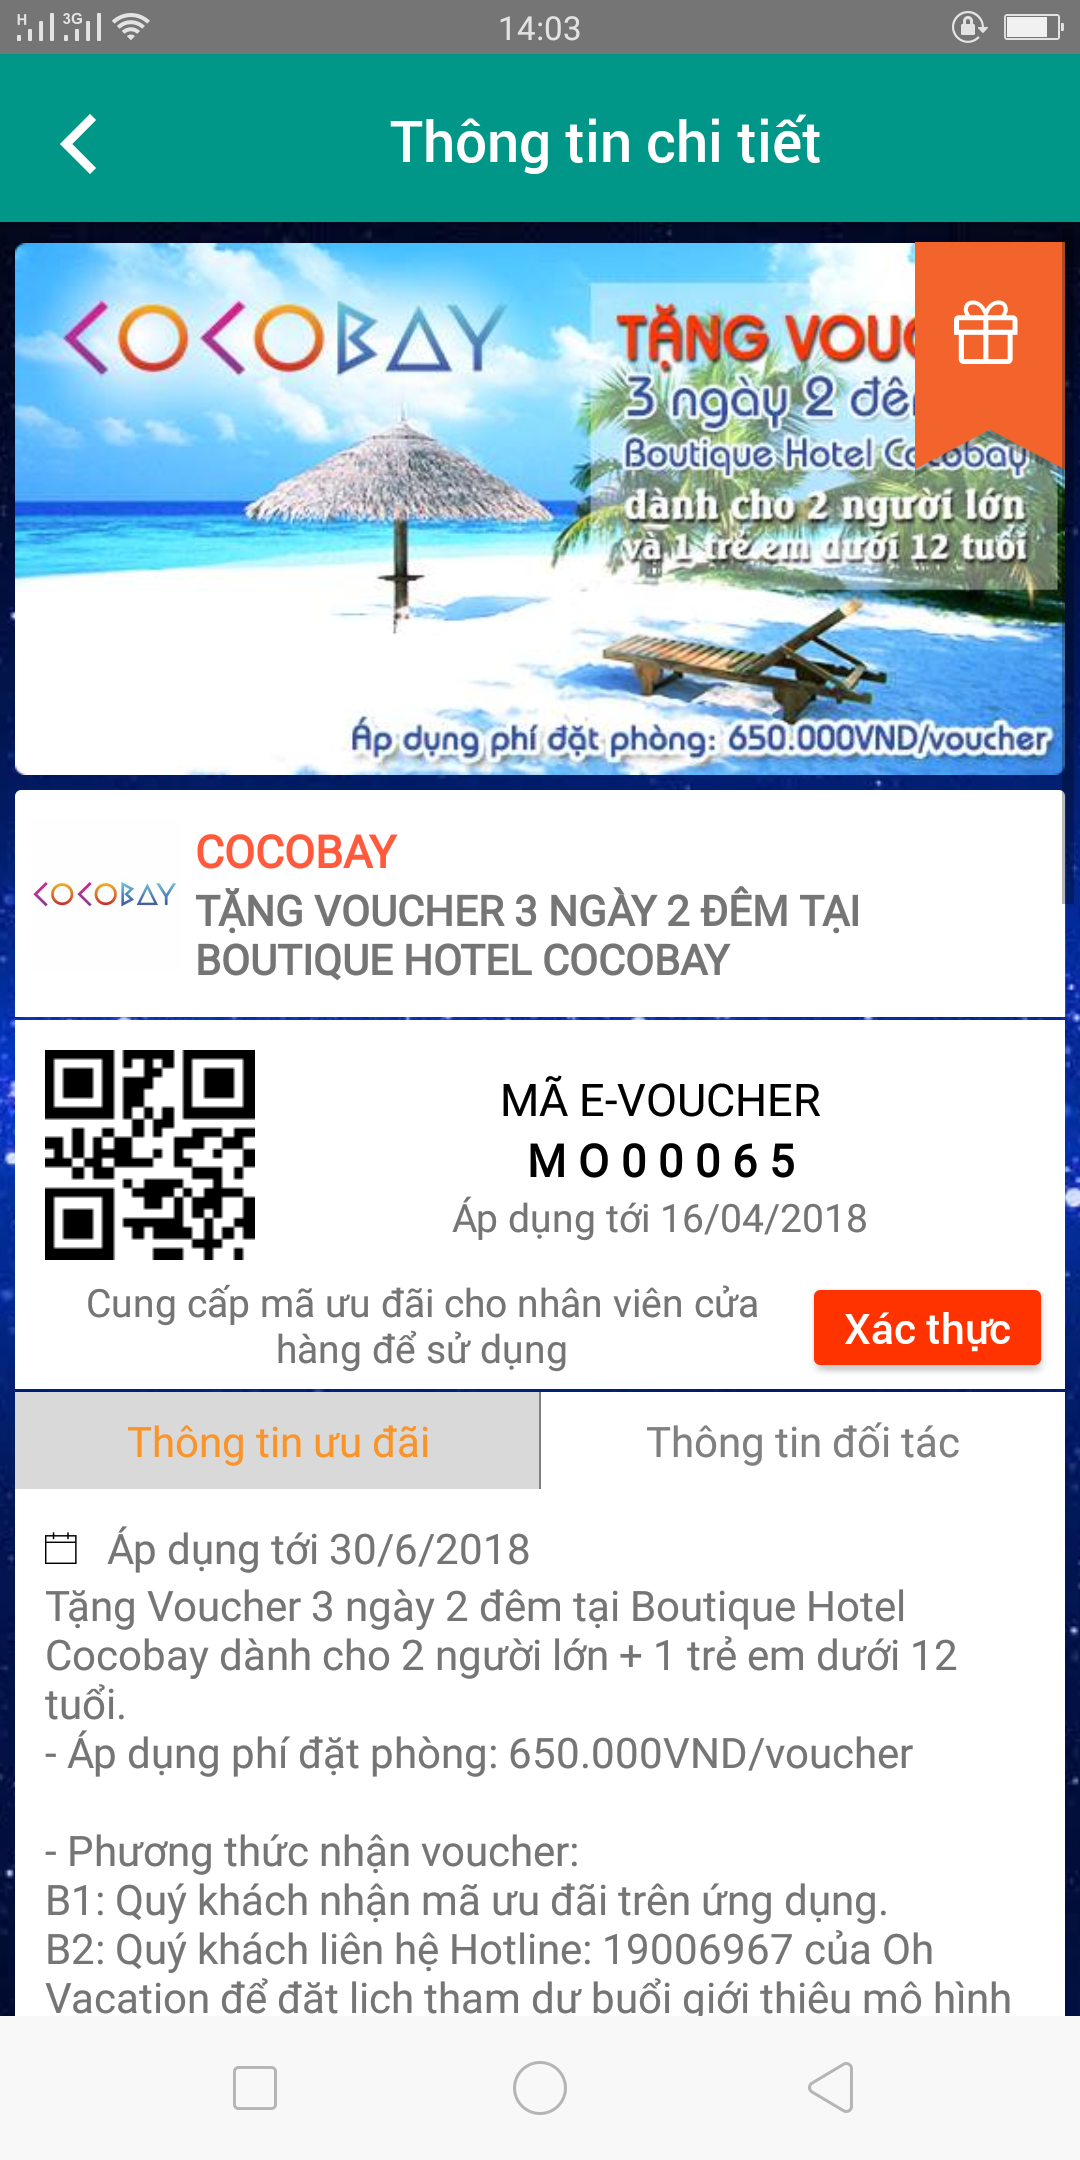 H 3G 14:03
Thông tin chi tiết
COCOBAY
TẶNG
3 ngày 2
Boutique Hotel
dành cho 2 người lớn
và 1 trẻ em dưới 12 tuổi
Áp dụng phí đặt phòng: 650.000VND/voucher
COCOBAY
COCOBAY
TẶNG VOUCHER 3 NGÀY 2 ĐÊM TẠI
BOUTIQUE HOTEL COCOBAY
MÃ E-VOUCHER
MO00065
Áp dụng tới 16/04/2018
Cung cấp mã ưu đãi cho nhân viên cửa
hàng để sử dụng
Xác thực
Thông tin ưu đãi
Thông tin đối tác
Áp dụng tới 30/6/2018
Tặng Voucher 3 ngày 2 đêm tại Boutique Hotel
Cocobay dành cho 2 người lớn + 1 trẻ em dưới 12
tuổi.
- Áp dụng phí đặt phòng: 650.000VND/voucher
- Phương thức nhận voucher:
B1: Quý khách nhận mã ưu đãi trên ứng dụng.
B2: Quý khách liên hệ Hotline: 19006967 của Oh
Vacation để đặt lịch tham dự buổi giới thiệu mô hình